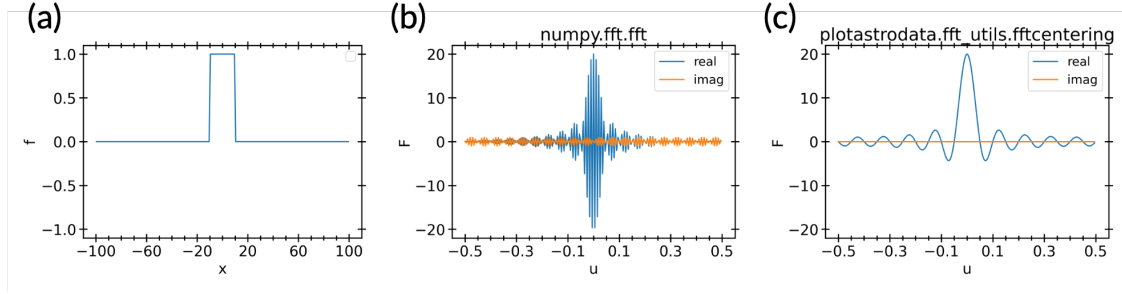 (a)
1.0
0.5
0.0
−0.5
−1.0
f
−100
−60
−20
20
60
100
x
(b)
numpy.fft.fft
20
10
0
−10
−20
F
real
imag
−0.5
−0.3
−0.1
0.1
0.3
0.5
u
(c)
plotastrodata.fft_utils.fftcentering
20
10
0
−10
−20
F
real
imag
−0.5
−0.3
−0.1
0.1
0.3
0.5
u